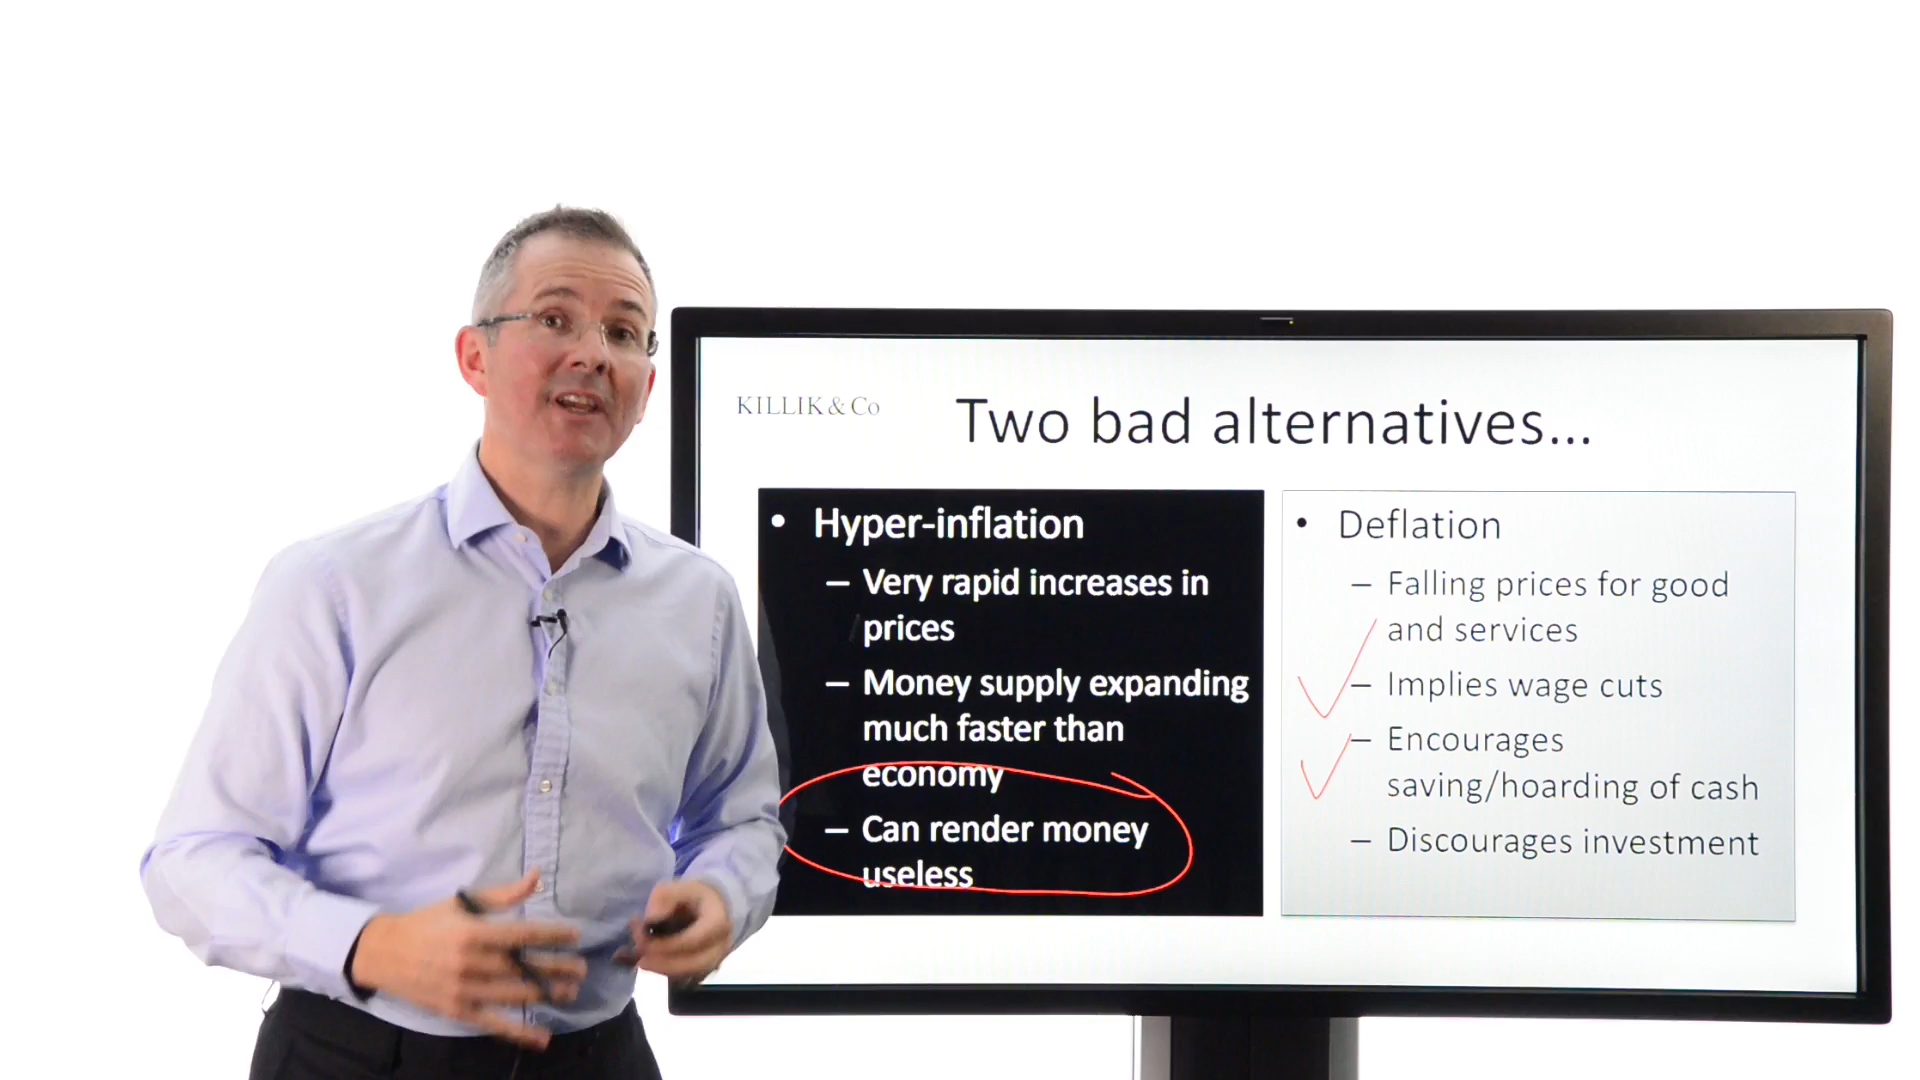 KILLIK & Co
Two bad alternatives...
• Hyper-inflation
– Very rapid increases in
prices
– Money supply expanding
much faster than
economy
– Can render money
useless
• Deflation
– Falling prices for good
and services
– Implies wage cuts
– Encourages
saving/hoarding of cash
– Discourages investment